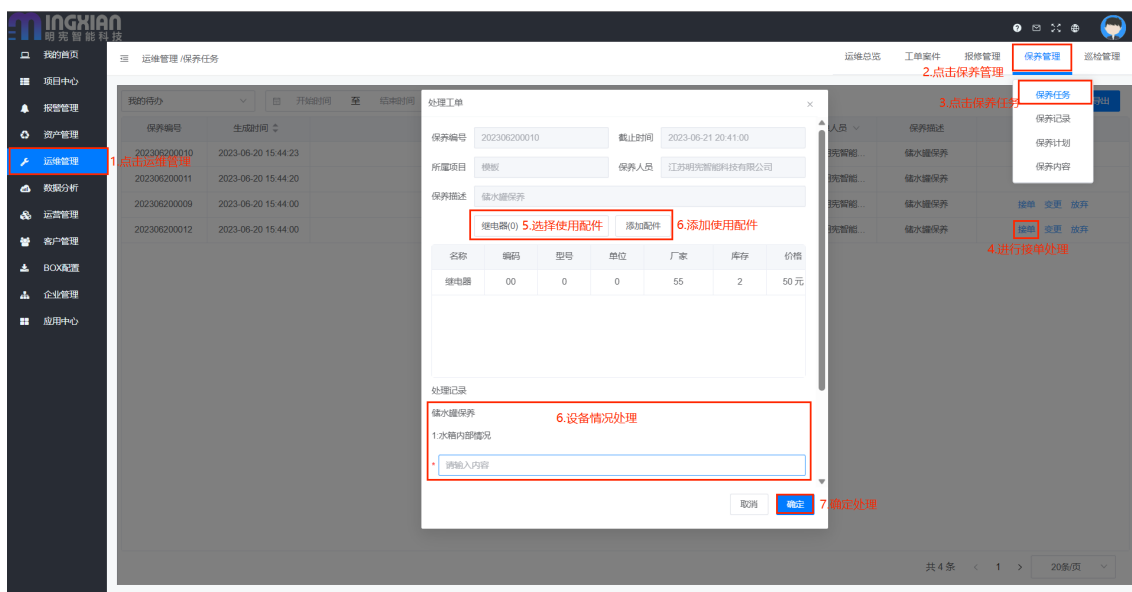 INGXIAN
明宪智能科技
我的首页
项目中心
报警管理
资产管理
运维管理
数据分析
运营管理
客户管理
BOX配置
企业管理
应用中心
1.点击运维管理
运维管理 /保养任务
运维总览 工单案件 报修管理 保养管理 巡检管理
2.点击保养管理
3.点击保养任务
保养任务
保养记录
保养计划
保养内容
我的待办 开始时间 至 结束时间
保养编号 生成时间 人员 保养描述
202306200010 2023-06-20 15:44:23 储水罐保养
202306200011 2023-06-20 15:44:20 储水罐保养
202306200009 2023-06-20 15:44:00 储水罐保养 接单 变更 放弃
202306200012 2023-06-20 15:44:00 储水罐保养 接单 变更 放弃
4.进行接单处理
处理工单 ×
保养编号 202306200010 截止时间 2023-06-21 20:41:00
所属项目 模板 保养人员 江苏明宪智能科技有限公司
保养描述 储水罐保养
继电器(0) 5.选择使用配件 添加配件 6.添加使用配件
名称 编码 型号 单位 厂家 库存 价格
继电器 00 0 0 55 2 50 元
处理记录
储水罐保养
6.设备情况处理
1.水箱内部情况
* 请输入内容
取消 确定 7.确定处理
共 4 条 < 1 > 20条/页